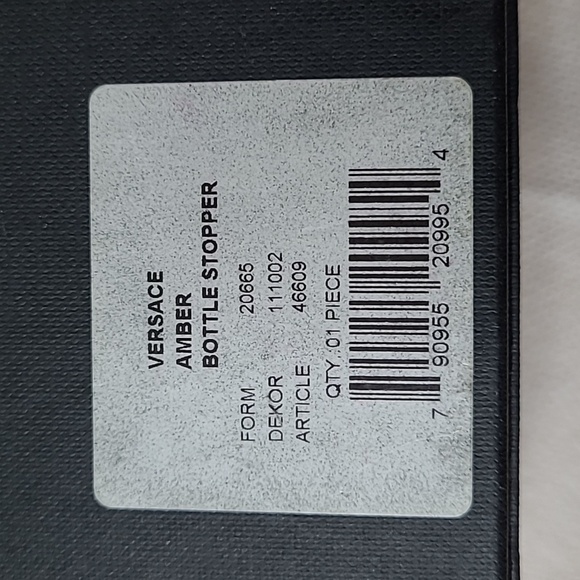 VERSACE
AMBER
BOTTLE STOPPER
FORM 20665
DEKOR 111002
ARTICLE 46609
QTY.01 PIECE
7 90955 20995 4